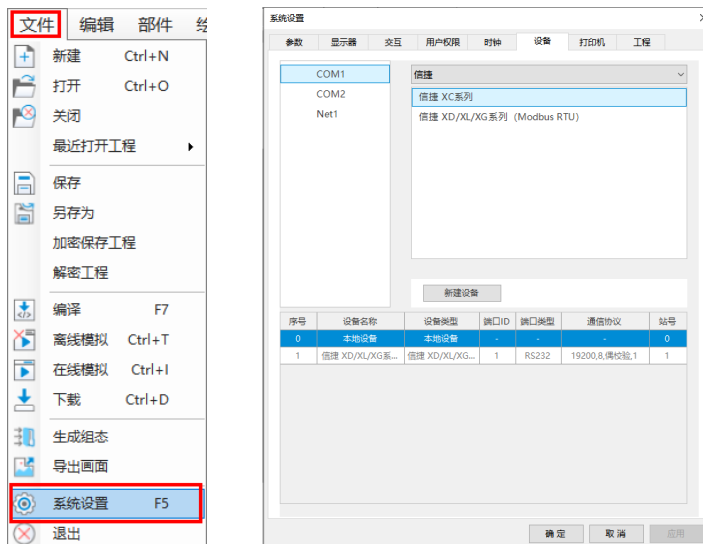 文件 编辑 部件
新建 Ctrl+N
打开 Ctrl+O
关闭
最近打开工程
保存
另存为
加密保存工程
解密工程
编译 F7
离线模拟 Ctrl+T
在线模拟 Ctrl+I
下载 Ctrl+D
生成组态
导出画面
系统设置 F5
退出
系统设置
参数 显示器 交互 用户权限 时钟 设备 打印机 工程
COM1
COM2
Net1
信捷
信捷 XC系列
信捷 XD/XL/XG系列（Modbus RTU）
新建设备
序号 设备名称 设备类型 端口ID 端口类型 通信协议 站号
0 本地设备 本地设备 - - - 0
1 信捷 XD/XL/XG系... 信捷 XD/XL/XG... 1 RS232 19200,8,偶校验,1 1
确定 取消 应用